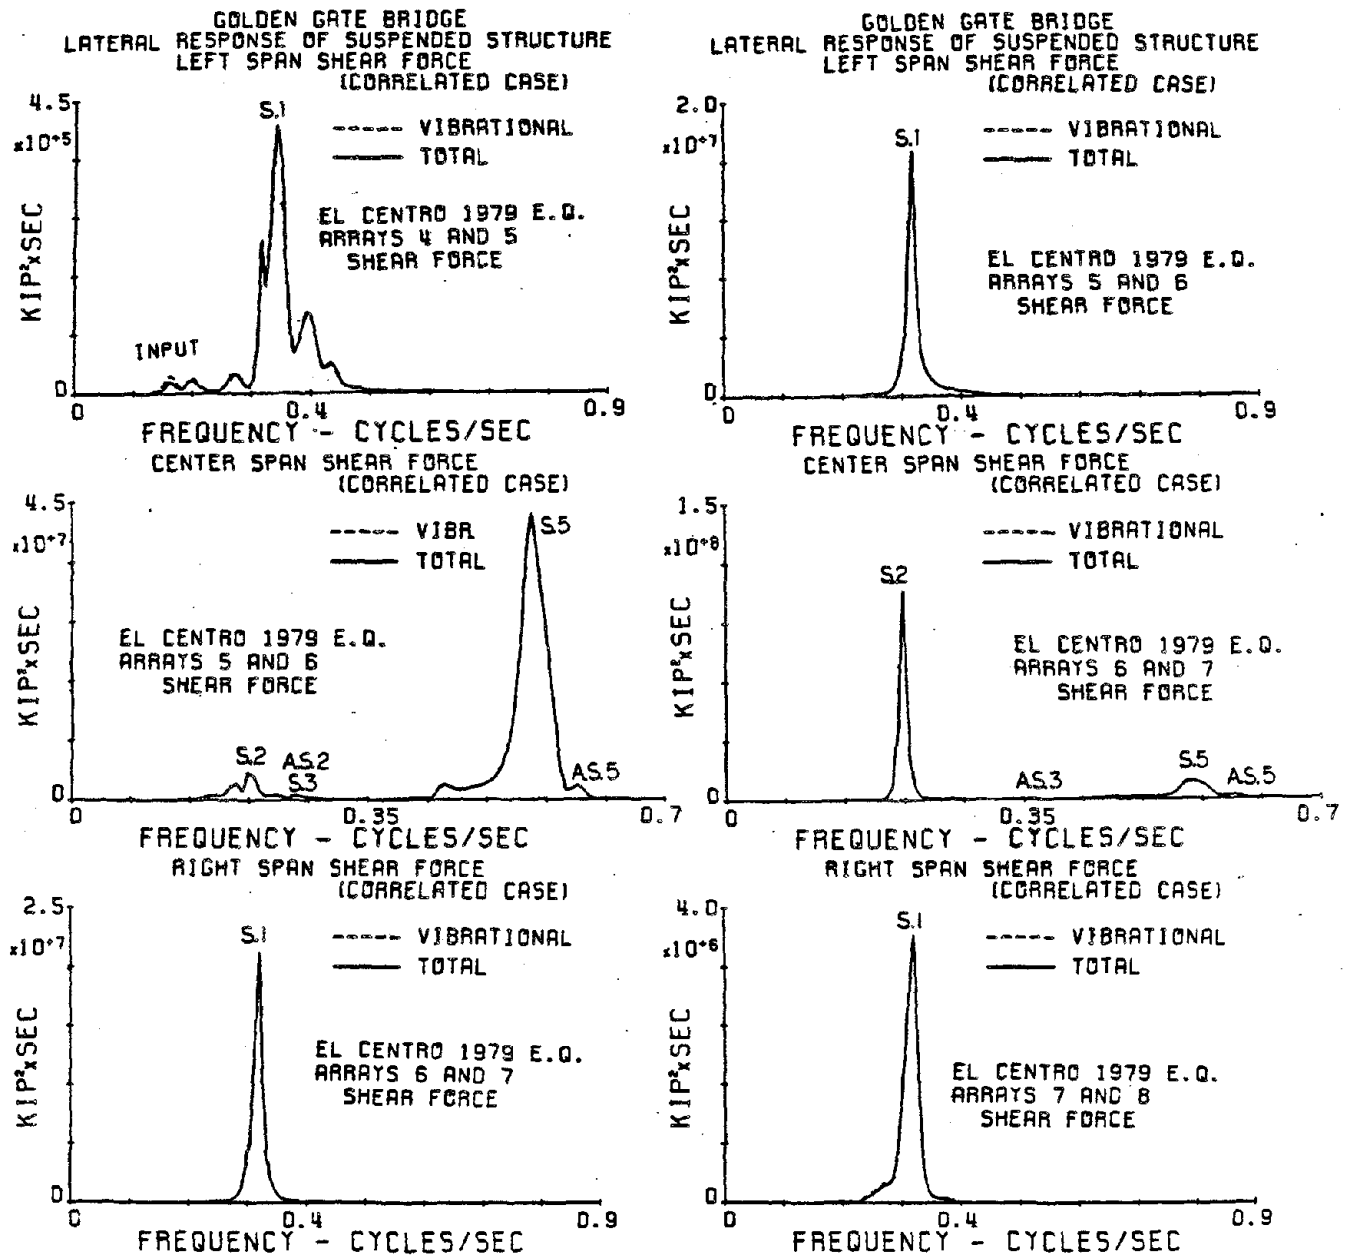 GOLDEN GATE BRIDGE
LATERAL RESPONSE OF SUSPENDED STRUCTURE
LEFT SPAN SHEAR FORCE
(CORRELATED CASE)
4.5
x10+5
S.1
VIBRATIONAL
TOTAL
EL CENTRO 1979 E.Q.
ARRAYS 4 AND 5
SHEAR FORCE
KIP²xSEC
INPUT
0
0
0.4
0.9
FREQUENCY - CYCLES/SEC
GOLDEN GATE BRIDGE
LATERAL RESPONSE OF SUSPENDED STRUCTURE
LEFT SPAN SHEAR FORCE
(CORRELATED CASE)
2.0
x10+7
S.1
VIBRATIONAL
TOTAL
EL CENTRO 1979 E.Q.
ARRAYS 5 AND 6
SHEAR FORCE
KIP²xSEC
0
0
0.4
0.9
FREQUENCY - CYCLES/SEC
CENTER SPAN SHEAR FORCE
(CORRELATED CASE)
4.5
x10+7
VIBR
TOTAL
S.5
EL CENTRO 1979 E.Q.
ARRAYS 5 AND 6
SHEAR FORCE
KIP²xSEC
S.2
A.S.2
S.3
A.S.5
0
0
0.35
0.7
FREQUENCY - CYCLES/SEC
CENTER SPAN SHEAR FORCE
(CORRELATED CASE)
1.5
x10+8
VIBRATIONAL
TOTAL
S.2
EL CENTRO 1979 E.Q.
ARRAYS 6 AND 7
SHEAR FORCE
KIP²xSEC
A.S.3
S.5
A.S.5
0
0
0.35
0.7
FREQUENCY - CYCLES/SEC
RIGHT SPAN SHEAR FORCE
(CORRELATED CASE)
2.5
x10+7
S.1
VIBRATIONAL
TOTAL
EL CENTRO 1979 E.Q.
ARRAYS 6 AND 7
SHEAR FORCE
KIP²xSEC
0
0
0.4
0.9
FREQUENCY - CYCLES/SEC
RIGHT SPAN SHEAR FORCE
(CORRELATED CASE)
4.0
x10+6
S.1
VIBRATIONAL
TOTAL
EL CENTRO 1979 E.Q.
ARRAYS 7 AND 8
SHEAR FORCE
KIP²xSEC
0
0
0.4
0.9
FREQUENCY - CYCLES/SEC